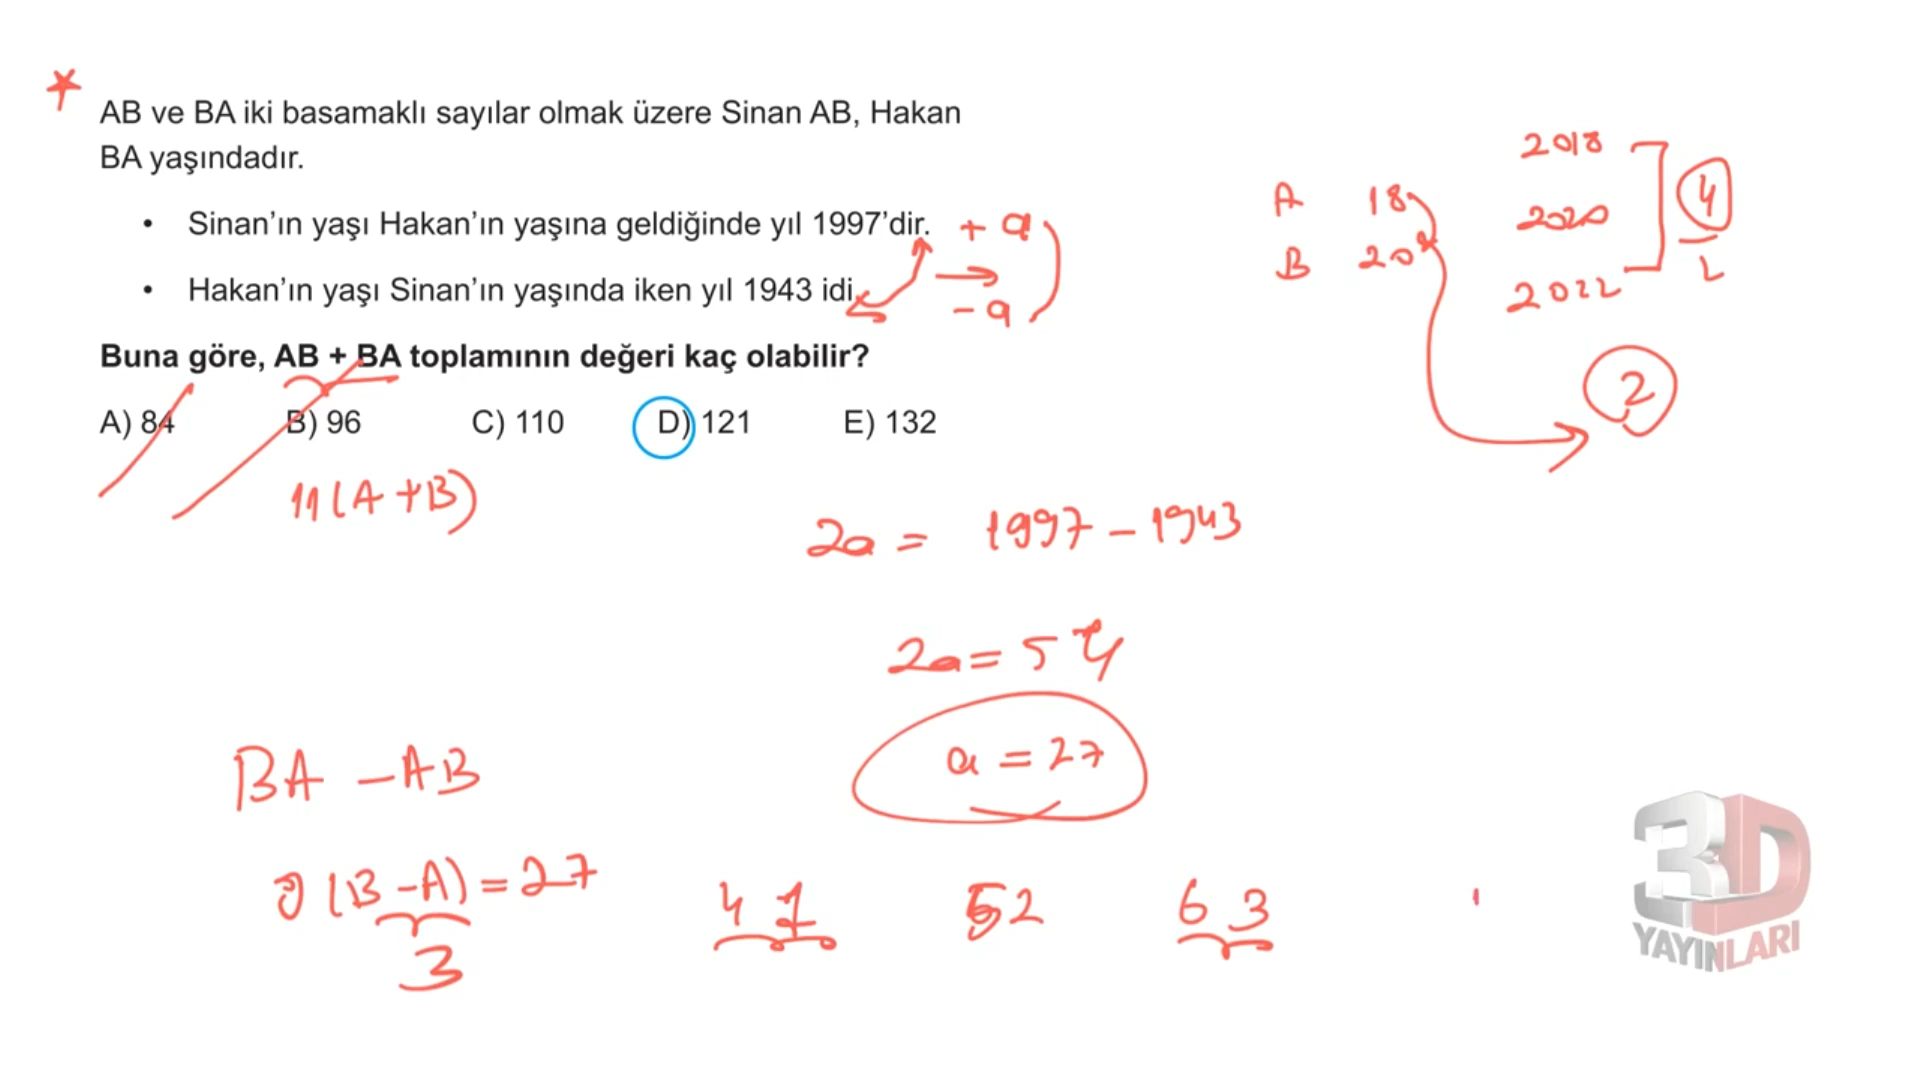 AB ve BA iki basamaklı sayılar olmak üzere Sinan AB, Hakan
BA yaşındadır.
• Sinan’ın yaşı Hakan’ın yaşına geldiğinde yıl 1997’dir. + a
• Hakan’ın yaşı Sinan’ın yaşında iken yıl 1943 idi. - a
Buna göre, AB + BA toplamının değeri kaç olabilir?
A) 84 B) 96 C) 110 D) 121 E) 132
11(A+B)
A 18
B 20
2018
2020
2022
4
2
2a = 1997 - 1943
2a = 54
a = 27
BA - AB
9(B-A) = 27
3
41 52 63
3D
YAYINLARI